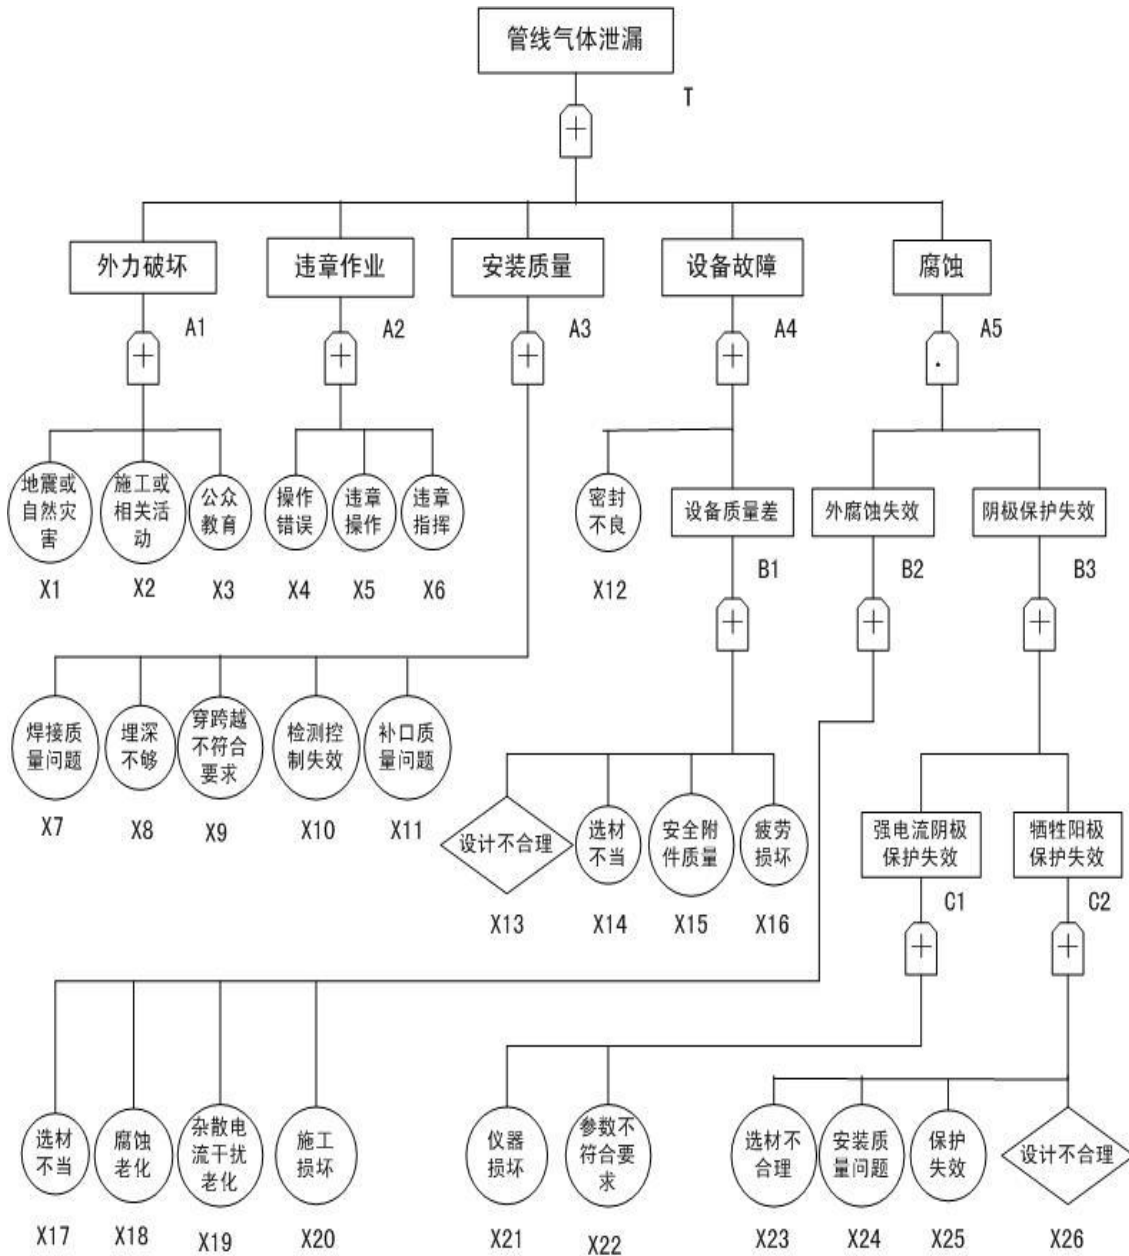 管线气体泄漏
T
+
外力破坏
违章作业
安装质量
设备故障
腐蚀
A1
A2
A3
A4
A5
+
+
+
+
.
地震或
自然灾
害
施工或
相关活
动
公众
教育
操作
错误
违章
操作
违章
指挥
密封
不良
设备质量差
外腐蚀失效
阴极保护失效
X1
X2
X3
X4
X5
X6
X12
B1
B2
B3
+
+
+
焊接质
量问题
埋深
不够
穿跨越
不符合
要求
检测控
制失效
补口质
量问题
X7
X8
X9
X10
X11
设计不合理
选材
不当
安全附
件质量
疲劳
损坏
强电流阴极
保护失效
牺牲阳极
保护失效
X13
X14
X15
X16
C1
C2
+
+
选材
不当
腐蚀
老化
杂散电
流干扰
老化
施工
损坏
仪器
损坏
参数不
符合要
求
选材不
合理
安装质
量问题
保护
失效
设计不合理
X17
X18
X19
X20
X21
X22
X23
X24
X25
X26